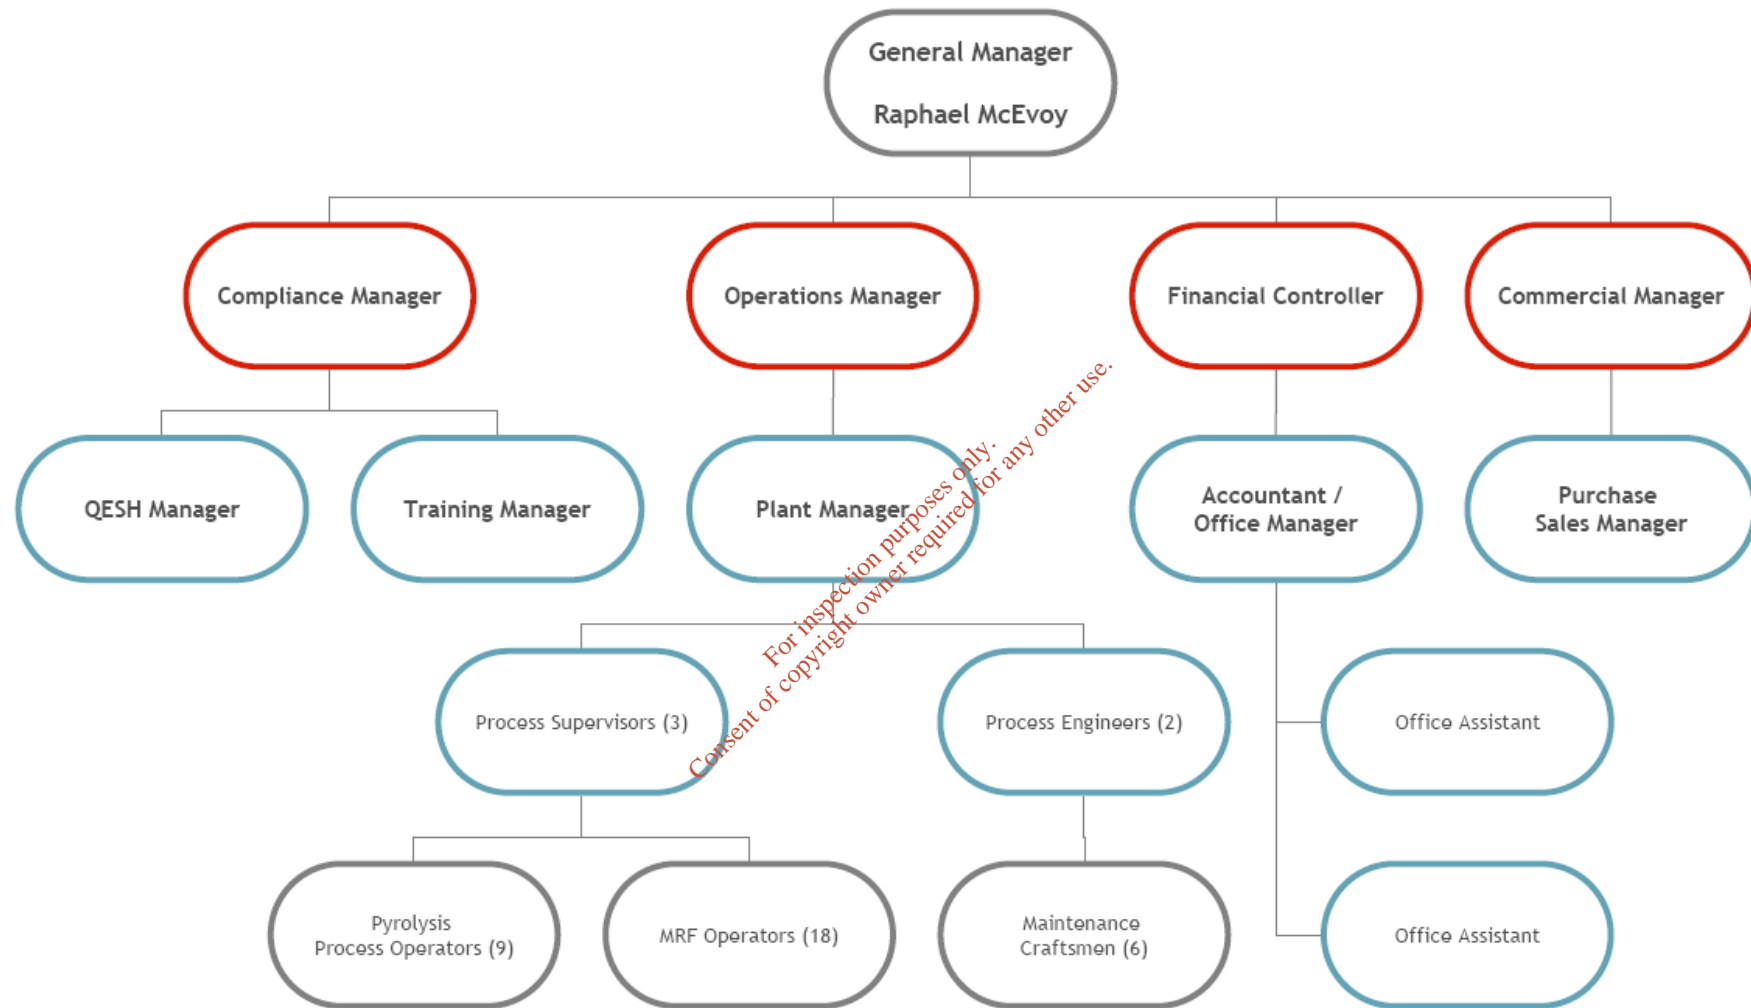 General Manager
Raphael McEvoy
Compliance Manager
Operations Manager
Financial Controller
Commercial Manager
QESH Manager
Training Manager
Plant Manager
Accountant /
Office Manager
Purchase
Sales Manager
For inspection purposes only.
Consent of copyright owner required for any other use.
Process Supervisors (3)
Process Engineers (2)
Office Assistant
Pyrolysis
Process Operators (9)
MRF Operators (18)
Maintenance
Craftsmen (6)
Office Assistant